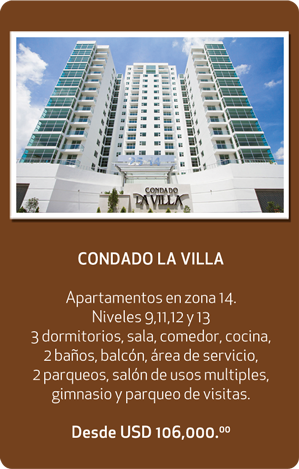 CONDADO
LA VILLA
CONDADO LA VILLA
Apartamentos en zona 14.
Niveles 9,11,12 y 13
3 dormitorios, sala, comedor, cocina,
2 baños, balcón, área de servicio,
2 parqueos, salón de usos multiples,
gimnasio y parqueo de visitas.
Desde USD 106,000.⁰⁰